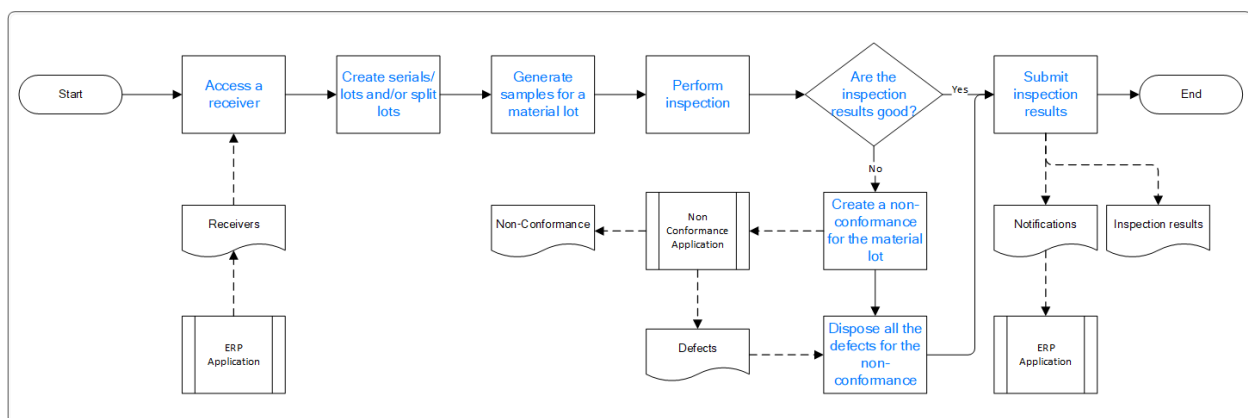 Start
Access a
receiver
Create serials/
lots and/or split
lots
Generate
samples for a
material lot
Perform
inspection
Are the
inspection
results good?
Yes
Submit
inspection
results
End
No
Receivers
Non-Conformance
Non
Conformance
Application
Create a non-
conformance
for the material
lot
Notifications
Inspection results
ERP
Application
Defects
Dispose all the
defects for the
non-
conformance
ERP
Application